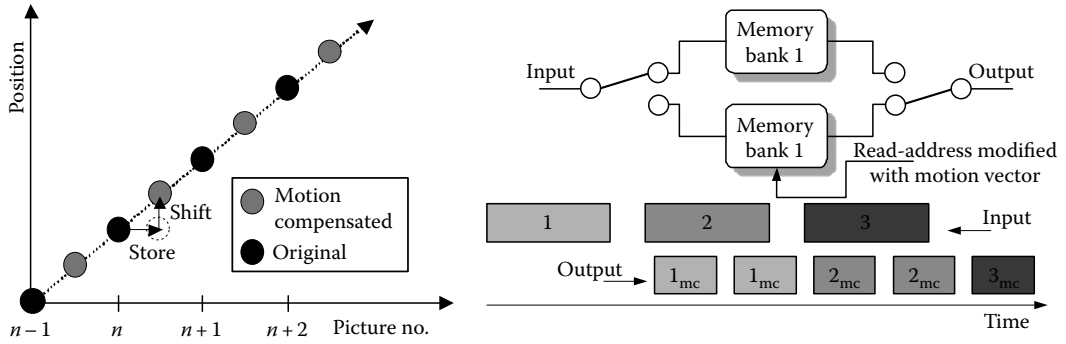 Position
Motion
compensated
Original
Shift
Store
n – 1
n
n + 1
n + 2
Picture no.
Memory
bank 1
Input
Output
Memory
bank 1
Read-address modified
with motion vector
1
2
3
Input
Output
1mc
1mc
2mc
2mc
3mc
Time